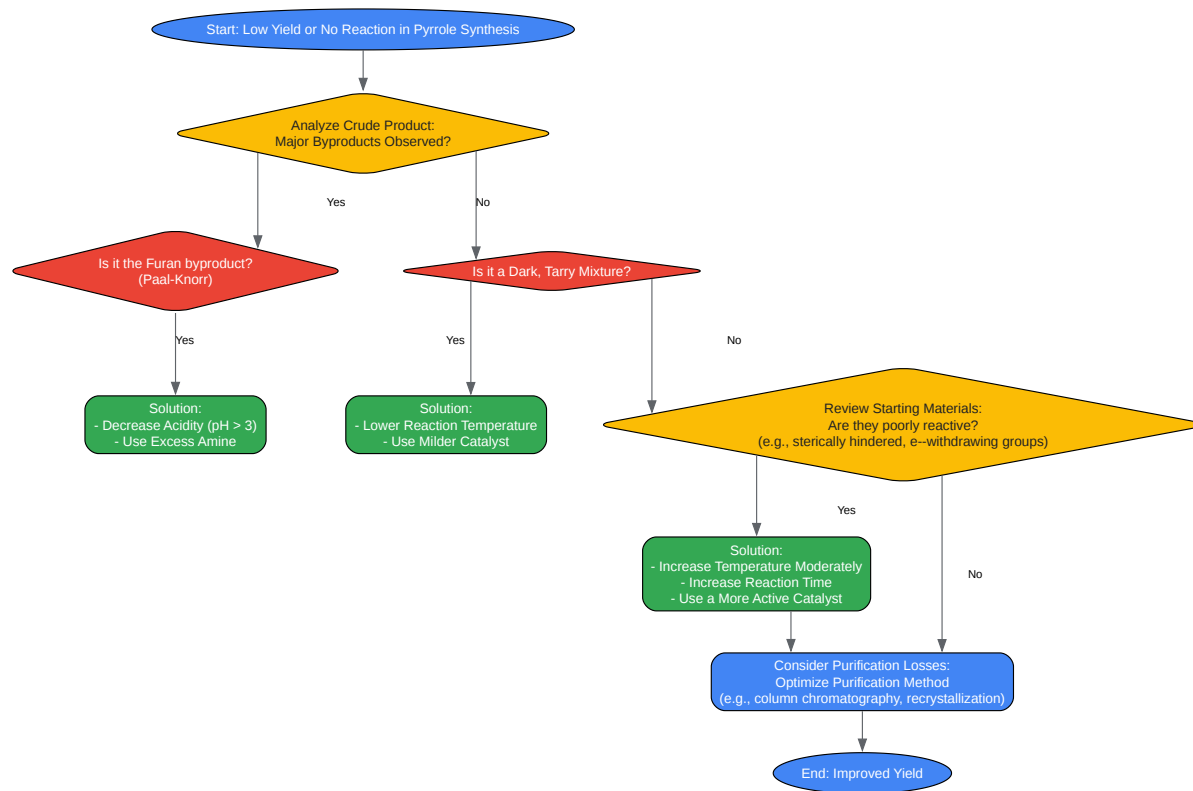 Start: Low Yield or No Reaction in Pyrrole Synthesis
Analyze Crude Product:
Major Byproducts Observed?
Yes
No
Is it the Furan byproduct?
(Paal-Knorr)
Is it a Dark, Tarry Mixture?
Yes
Yes
No
Solution:
- Decrease Acidity (pH > 3)
- Use Excess Amine
Solution:
- Lower Reaction Temperature
- Use Milder Catalyst
Review Starting Materials:
Are they poorly reactive?
(e.g., sterically hindered, e--withdrawing groups)
Yes
No
Solution:
- Increase Temperature Moderately
- Increase Reaction Time
- Use a More Active Catalyst
Consider Purification Losses:
Optimize Purification Method
(e.g., column chromatography, recrystallization)
End: Improved Yield